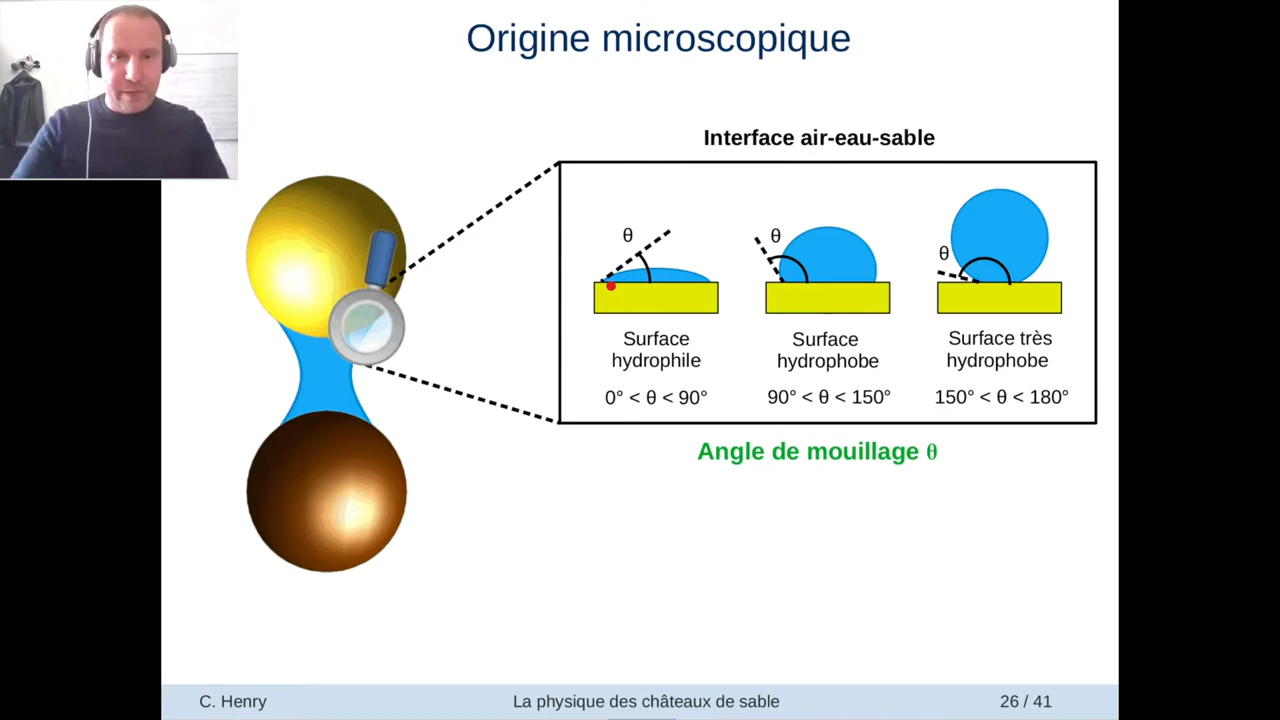 Origine microscopique
Interface air-eau-sable
θ
θ
θ
Surface
hydrophile
0° < θ < 90°
Surface
hydrophobe
90° < θ < 150°
Surface très
hydrophobe
150° < θ < 180°
Angle de mouillage θ
C. Henry
La physique des châteaux de sable
26 / 41